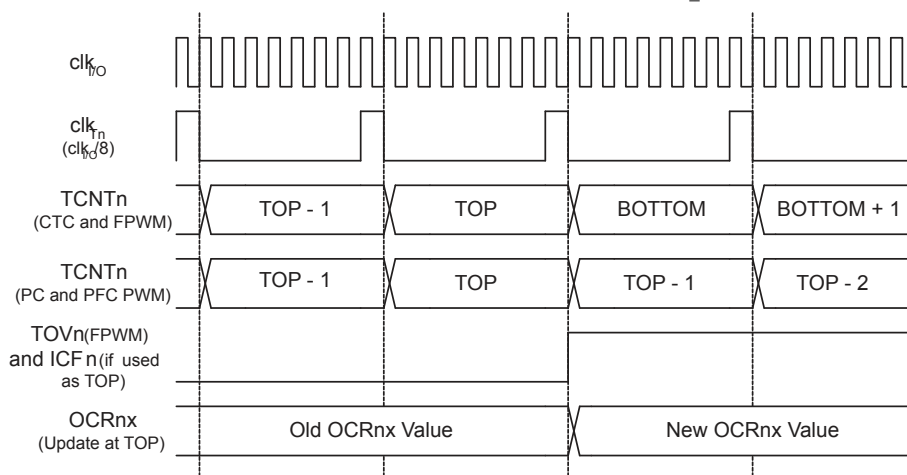 clkI/O
clkTn
(clkI/O/8)
TCNTn
(CTC and FPWM)
TOP - 1
TOP
BOTTOM
BOTTOM + 1
TCNTn
(PC and PFC PWM)
TOP - 1
TOP
TOP - 1
TOP - 2
TOVn(FPWM)
and ICFn(if used
as TOP)
OCRnx
(Update at TOP)
Old OCRnx Value
New OCRnx Value